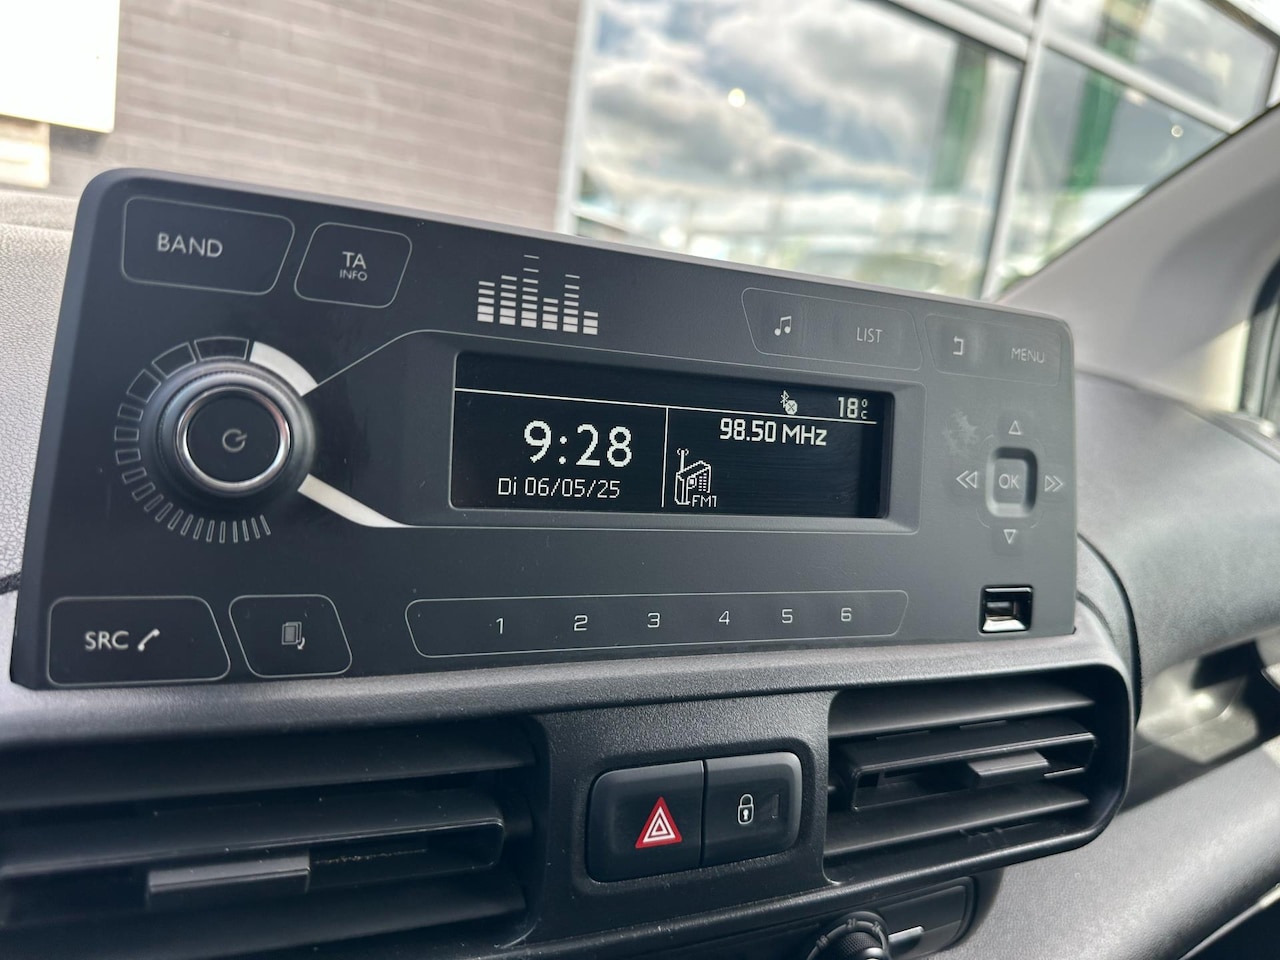 BAND
TA
INFO
LIST
MENU
18°C
9:28
98.50 MHz
Di 06/05/25
FM1
OK
SRC
1 2 3 4 5 6